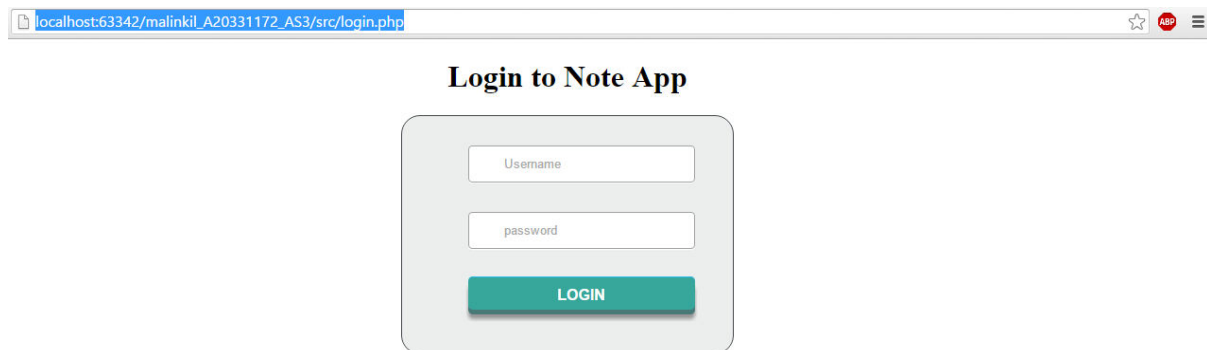 localhost:63342/malinkil_A20331172_AS3/src/login.php
ABP
Login to Note App
Username
password
LOGIN